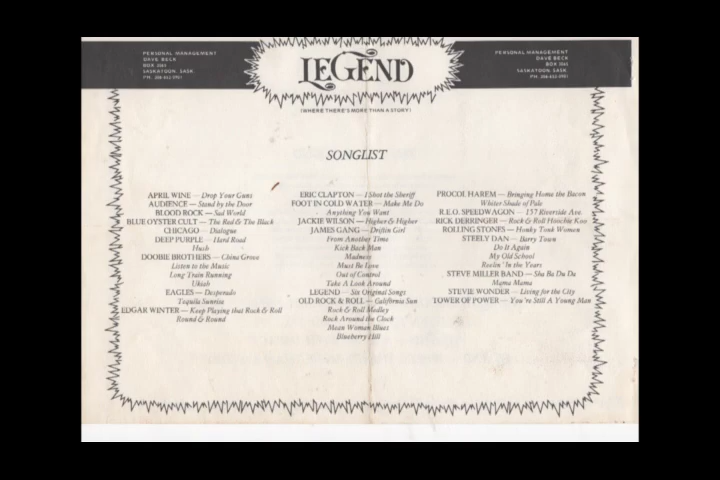 PERSONAL MANAGEMENT
DAVE BECK
SASKATOON, SASK.
LEGEND
(WHERE THERE'S MORE THAN A STORY)
PERSONAL MANAGEMENT
DAVE BECK
SASKATOON, SASK.
SONGLIST
APRIL WINE — Drop Your Guns
AUDIENCE — Stand by the Door
BLOOD ROCK — Sad World
BLUE OYSTER CULT — The Red & The Black
CHICAGO — Dialogue
DEEP PURPLE — Hard Road
Hush
DOOBIE BROTHERS — China Grove
Listen to the Music
Long Train Running
Ukiah
EAGLES — Desperado
Tequila Sunrise
EDGAR WINTER — Keep Playing that Rock & Roll
Round & Round
ERIC CLAPTON — I Shot the Sheriff
FOOT IN COLD WATER — Make Me Do
Anything You Want
JACKIE WILSON — Higher & Higher
JAMES GANG — Driftin Girl
From Another Time
Kick Back Man
Madness
Must Be Love
Out of Control
Take A Look Around
LEGEND — Six Original Songs
OLD ROCK & ROLL — California Sun
Rock & Roll Medley
Rock Around the Clock
Mean Woman Blues
Blueberry Hill
PROCOL HAREM — Bringing Home the Bacon
Whiter Shade of Pale
R.E.O. SPEEDWAGON — 157 Riverside Ave.
RICK DERRINGER — Rock & Roll Hoochie Koo
ROLLING STONES — Honky Tonk Women
STEELY DAN — Barry Town
Do It Again
My Old School
Reelin' In the Years
STEVE MILLER BAND — Sha Ba Du Da
Mama Mama
STEVIE WONDER — Living for the City
TOWER OF POWER — You're Still A Young Man